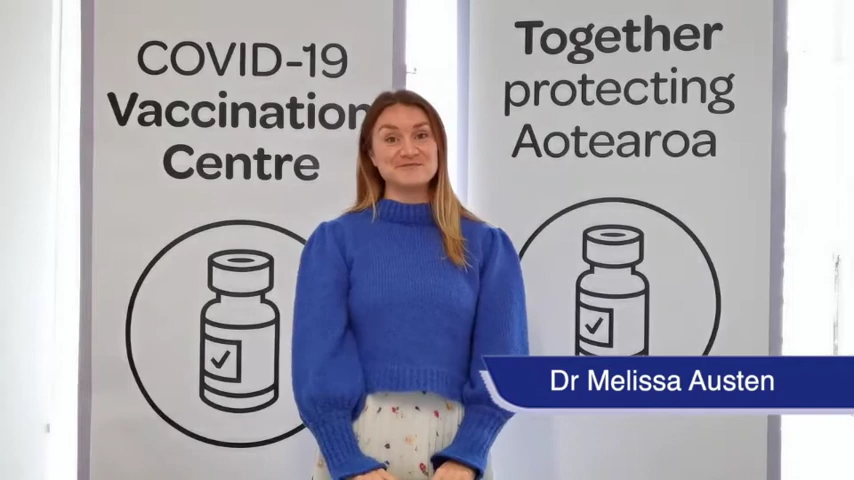 COVID-19
Vaccination
Centre
Together
protecting
Aotearoa
Dr Melissa Austen